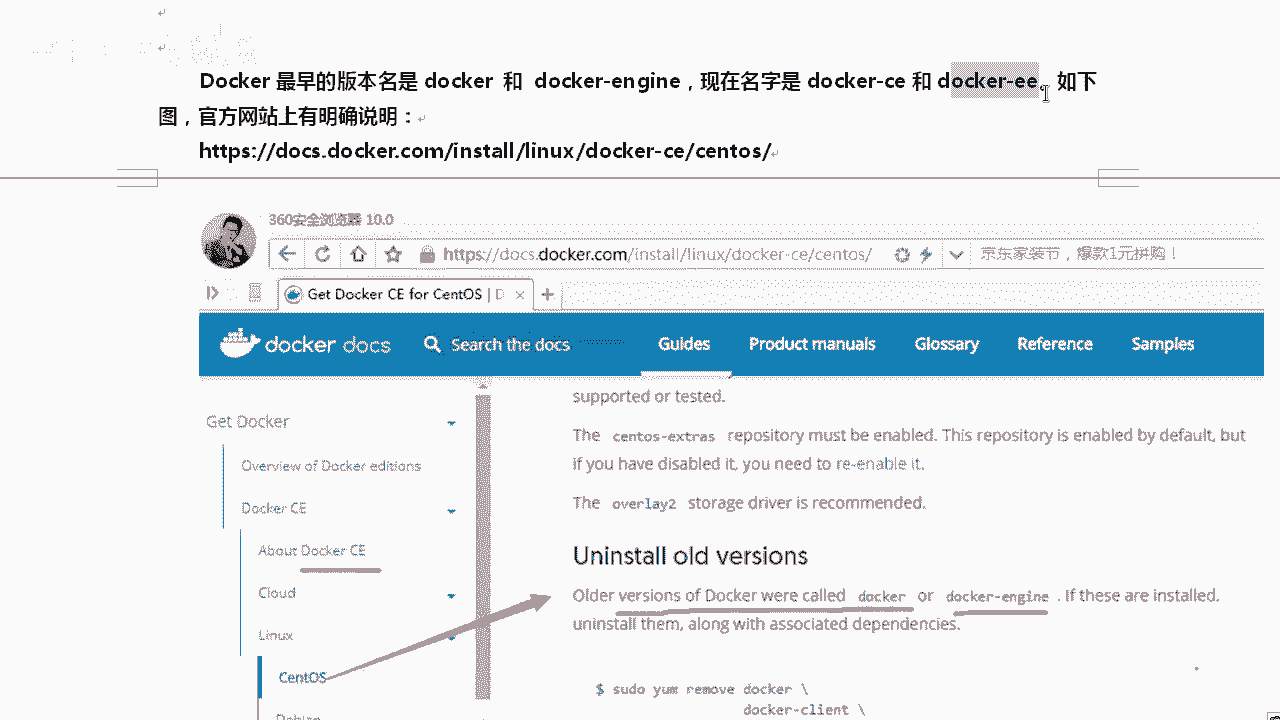 Docker 最早的版本名是 docker 和 docker-engine，现在名字是 docker-ce 和 docker-ee。如下
图，官方网站上有明确说明：
https://docs.docker.com/install/linux/docker-ce/centos/
360安全浏览器 10.0
https://docs.docker.com/install/linux/docker-ce/centos/
京东家装节，爆款1元拼购！
Get Docker CE for CentOS | D
docker docs
Search the docs
Guides
Product manuals
Glossary
Reference
Samples
Get Docker
Overview of Docker editions
Docker CE
About Docker CE
Cloud
Linux
CentOS
Debian
supported or tested.
The centos-extras repository must be enabled. This repository is enabled by default, but
if you have disabled it, you need to re-enable it.
The overlay2 storage driver is recommended.
Uninstall old versions
Older versions of Docker were called docker or docker-engine . If these are installed,
uninstall them, along with associated dependencies.
$ sudo yum remove docker \
docker-client \